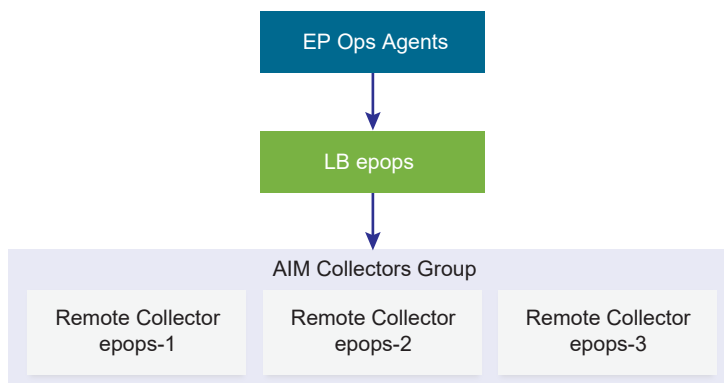 EP Ops Agents
LB epops
AIM Collectors Group
Remote Collector
epops-1
Remote Collector
epops-2
Remote Collector
epops-3